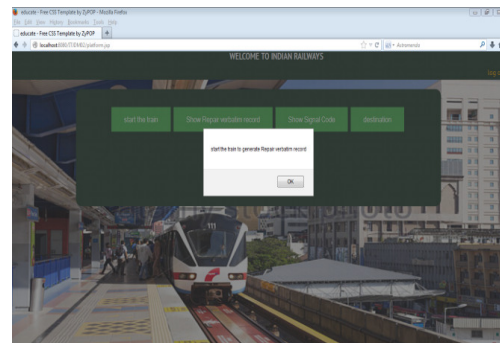 educate - Free CSS Template by ZyPOP - Mozilla Firefox
File Edit View History Bookmarks Tools Help
educate - Free CSS Template by ZyPOP
WELCOME TO INDIAN RAILWAYS
start the train
Show Repair verbatim record
Show Signal Code
destination
start the train to generate Repair verbatim record
OK